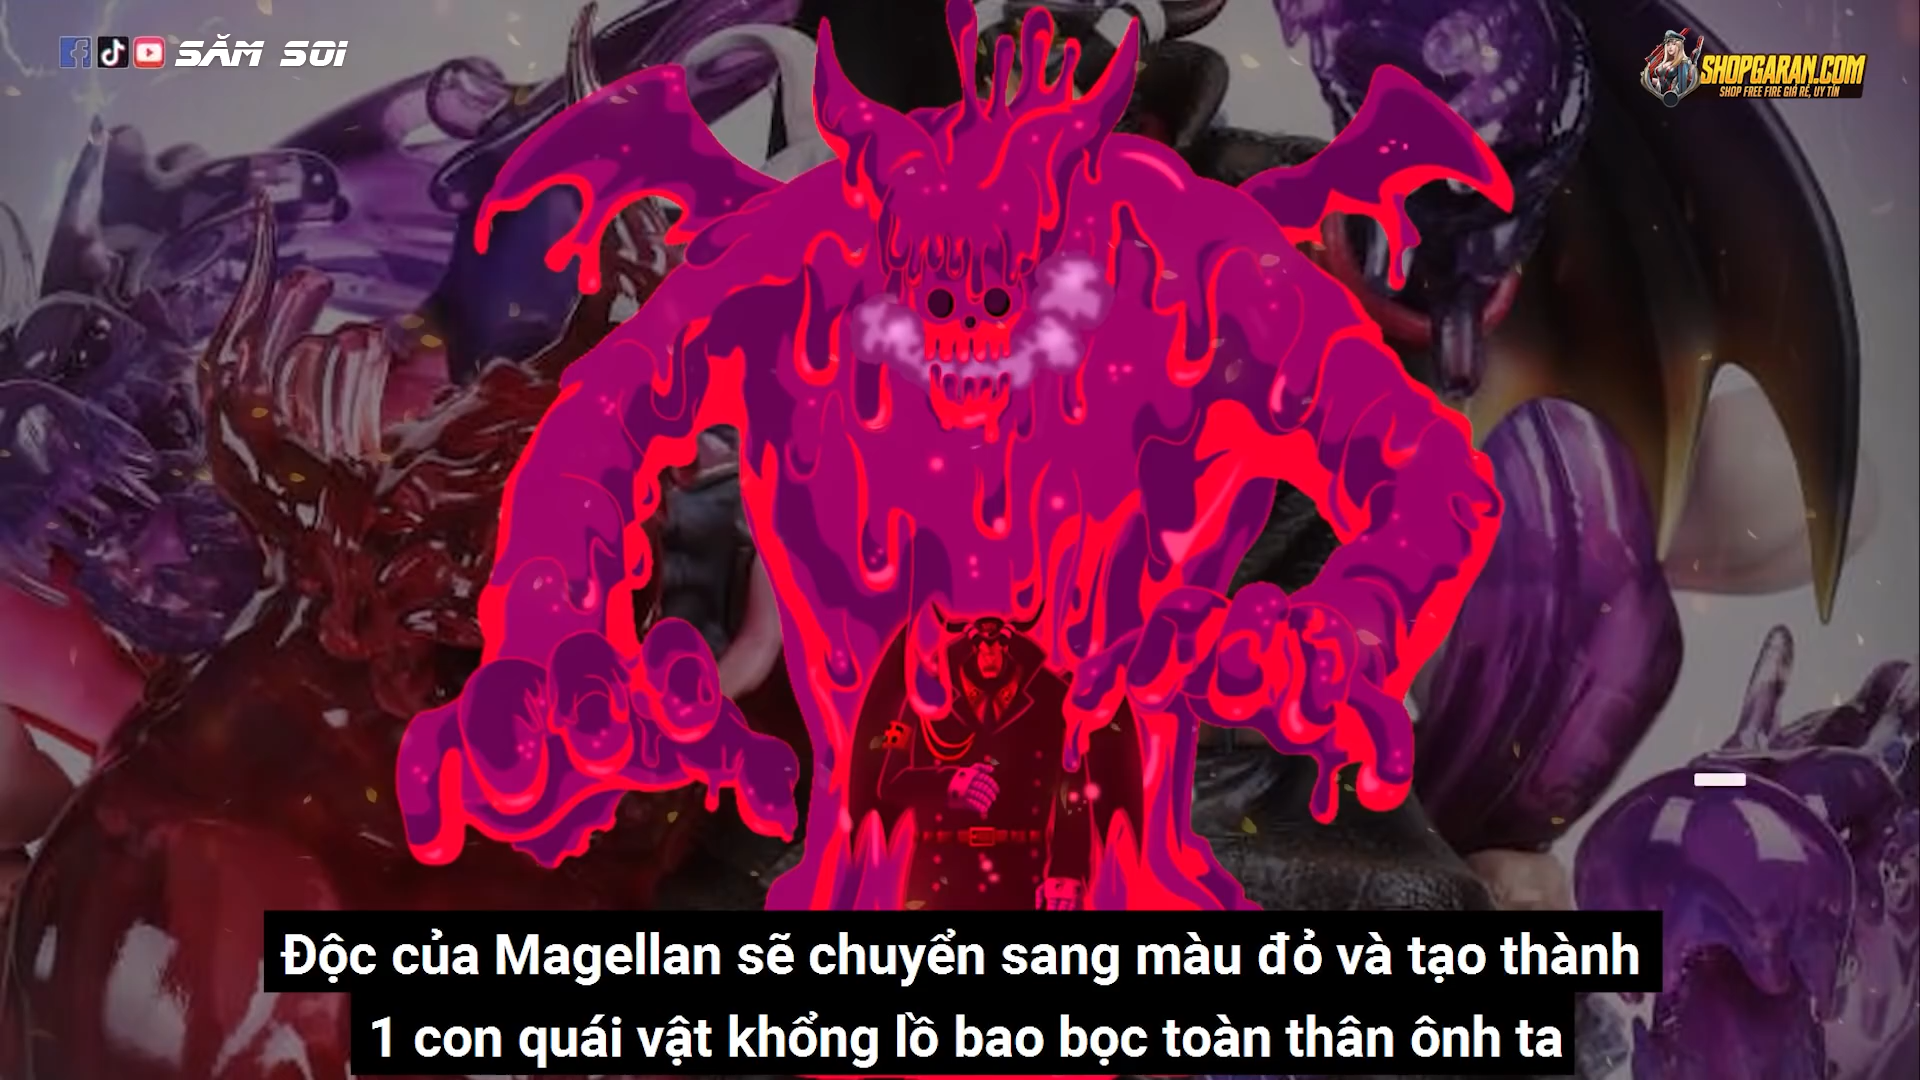 SĂM SOI
SHOPGARAN.COM
SHOP FREE FIRE GIÁ RẺ, UY TÍN
Độc của Magellan sẽ chuyển sang màu đỏ và tạo thành
1 con quái vật khổng lồ bao bọc toàn thân ônh ta